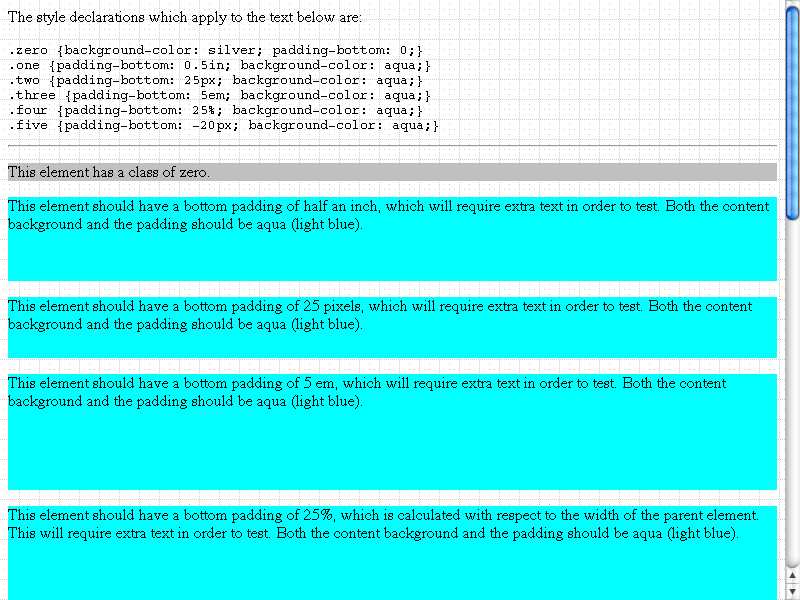 The style declarations which apply to the text below are:
.zero {background-color: silver; padding-bottom: 0;}
.one {padding-bottom: 0.5in; background-color: aqua;}
.two {padding-bottom: 25px; background-color: aqua;}
.three {padding-bottom: 5em; background-color: aqua;}
.four {padding-bottom: 25%; background-color: aqua;}
.five {padding-bottom: -20px; background-color: aqua;}
This element has a class of zero.
This element should have a bottom padding of half an inch, which will require extra text in order to test. Both the content
background and the padding should be aqua (light blue).
This element should have a bottom padding of 25 pixels, which will require extra text in order to test. Both the content
background and the padding should be aqua (light blue).
This element should have a bottom padding of 5 em, which will require extra text in order to test. Both the content
background and the padding should be aqua (light blue).
This element should have a bottom padding of 25%, which is calculated with respect to the width of the parent element.
This will require extra text in order to test. Both the content background and the padding should be aqua (light blue).